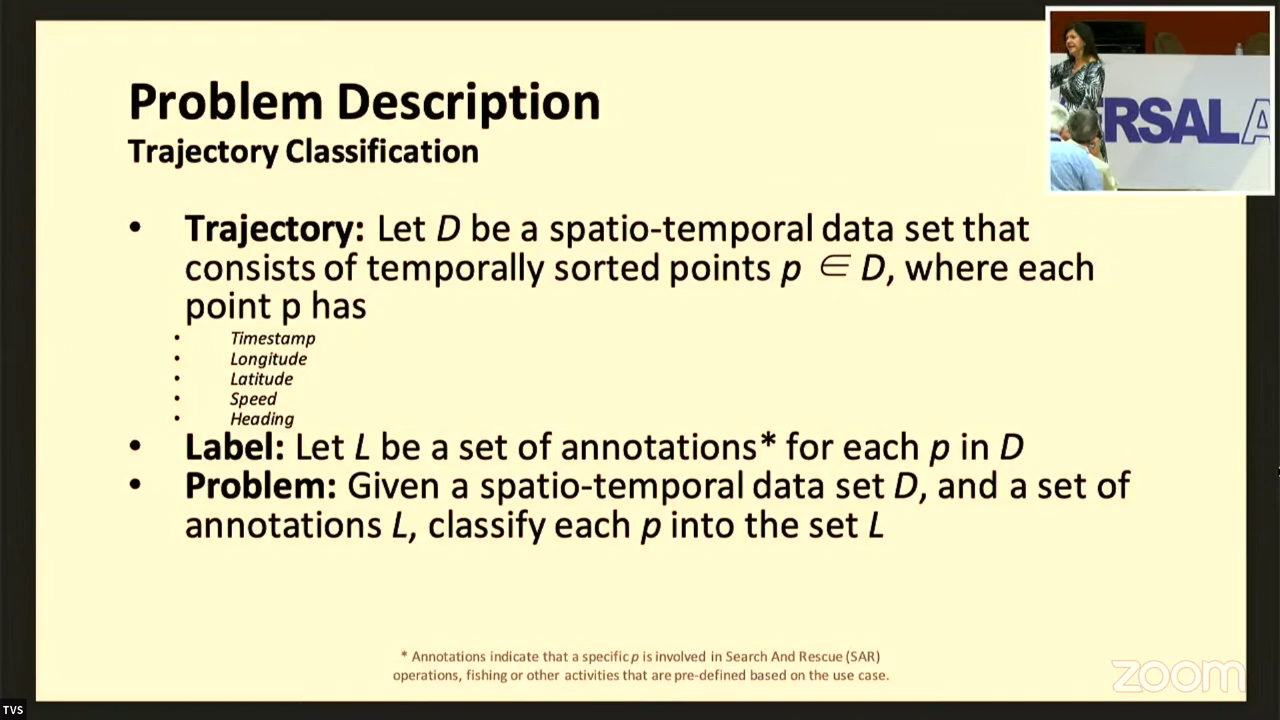 Problem Description
Trajectory Classification
• Trajectory: Let D be a spatio-temporal data set that
consists of temporally sorted points p ∈ D, where each
point p has
• Timestamp
• Longitude
• Latitude
• Speed
• Heading
• Label: Let L be a set of annotations* for each p in D
• Problem: Given a spatio-temporal data set D, and a set of
annotations L, classify each p into the set L
* Annotations indicate that a specific p is involved in Search And Rescue (SAR)
operations, fishing or other activities that are pre-defined based on the use case.
ERSAL A
zoom
TVS